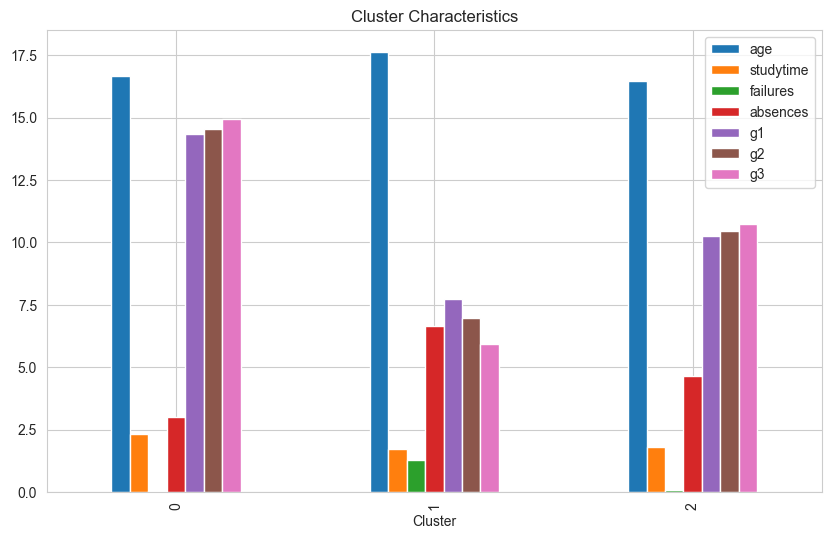 Cluster Characteristics
17.5
15.0
12.5
10.0
7.5
5.0
2.5
0.0
age
studytime
failures
absences
g1
g2
g3
0
1
2
Cluster